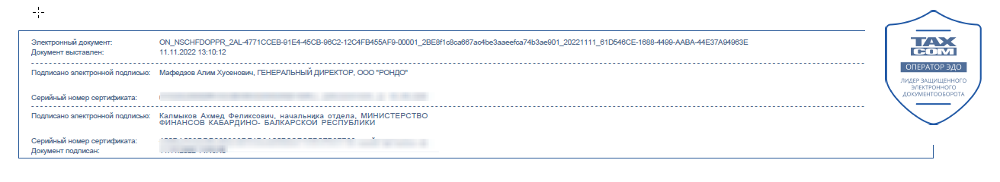 Электронный документ: ON_NSCHFDOPPR_2AL-4771CCEB-91E4-45CB-96C2-12C4FB455AF9-00001_2BE8f1c8ca667ac4be3aaeefca74b3ae901_20221111_61D546CE-1688-4499-AABA-44E37A94963E
Документ выставлен: 11.11.2022 13:10:12
Подписано электронной подписью: Мафедзов Алим Хусенович, ГЕНЕРАЛЬНЫЙ ДИРЕКТОР, ООО "РОНДО"
Серийный номер сертификата:
Подписано электронной подписью: Калмыков Ахмед Феликсович, начальника отдела, МИНИСТЕРСТВО
ФИНАНСОВ КАБАРДИНО- БАЛКАРСКОЙ РЕСПУБЛИКИ
Серийный номер сертификата:
Документ подписан:
TAX
COM
ОПЕРАТОР ЭДО
ЛИДЕР ЗАЩИЩЕННОГО
ЭЛЕКТРОННОГО
ДОКУМЕНТООБОРОТА